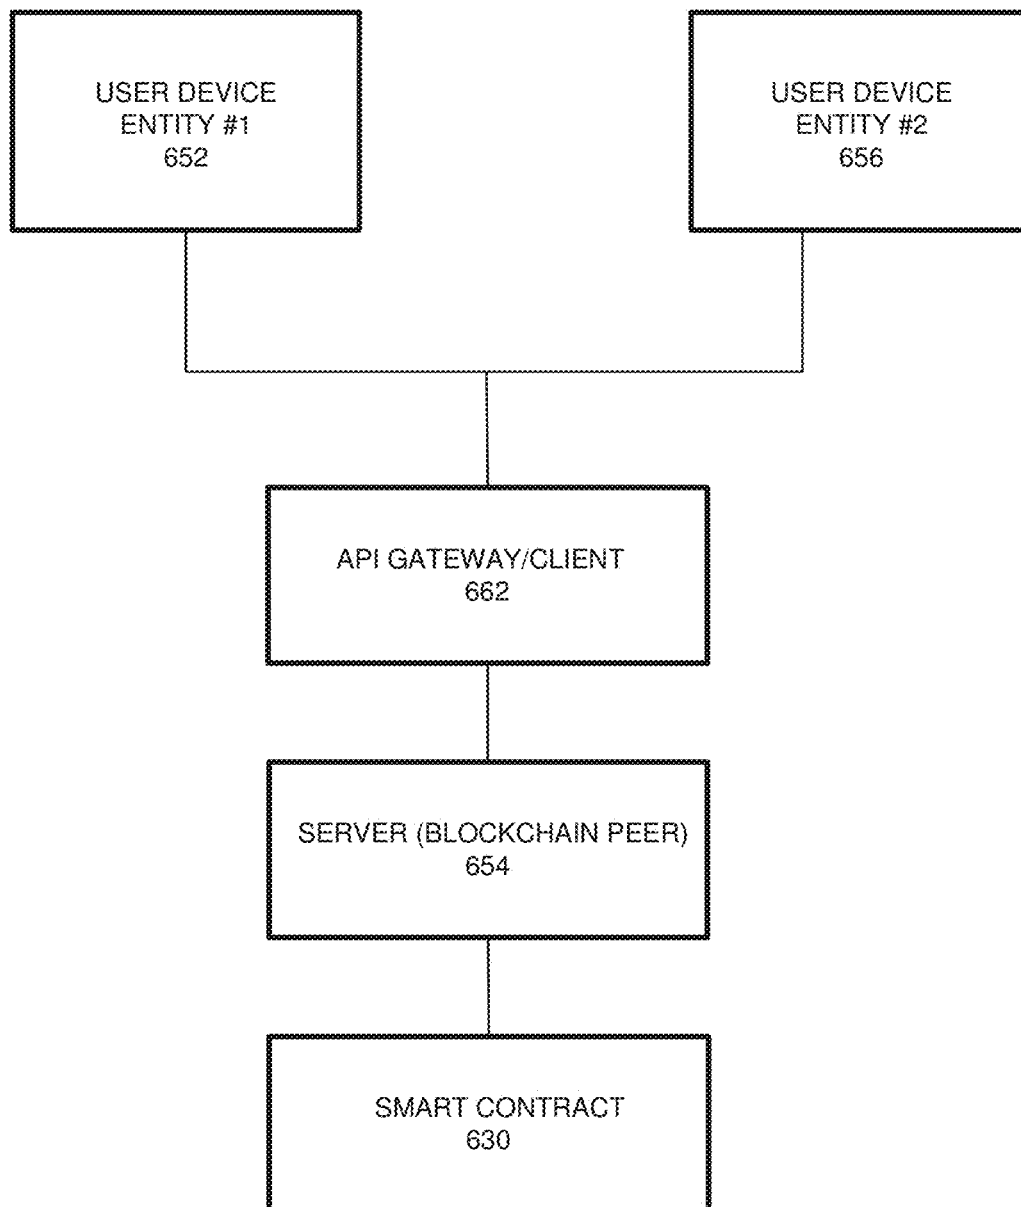 USER DEVICE
ENTITY #1
652
USER DEVICE
ENTITY #2
656
API GATEWAY/CLIENT
662
SERVER (BLOCKCHAIN PEER)
654
SMART CONTRACT
630